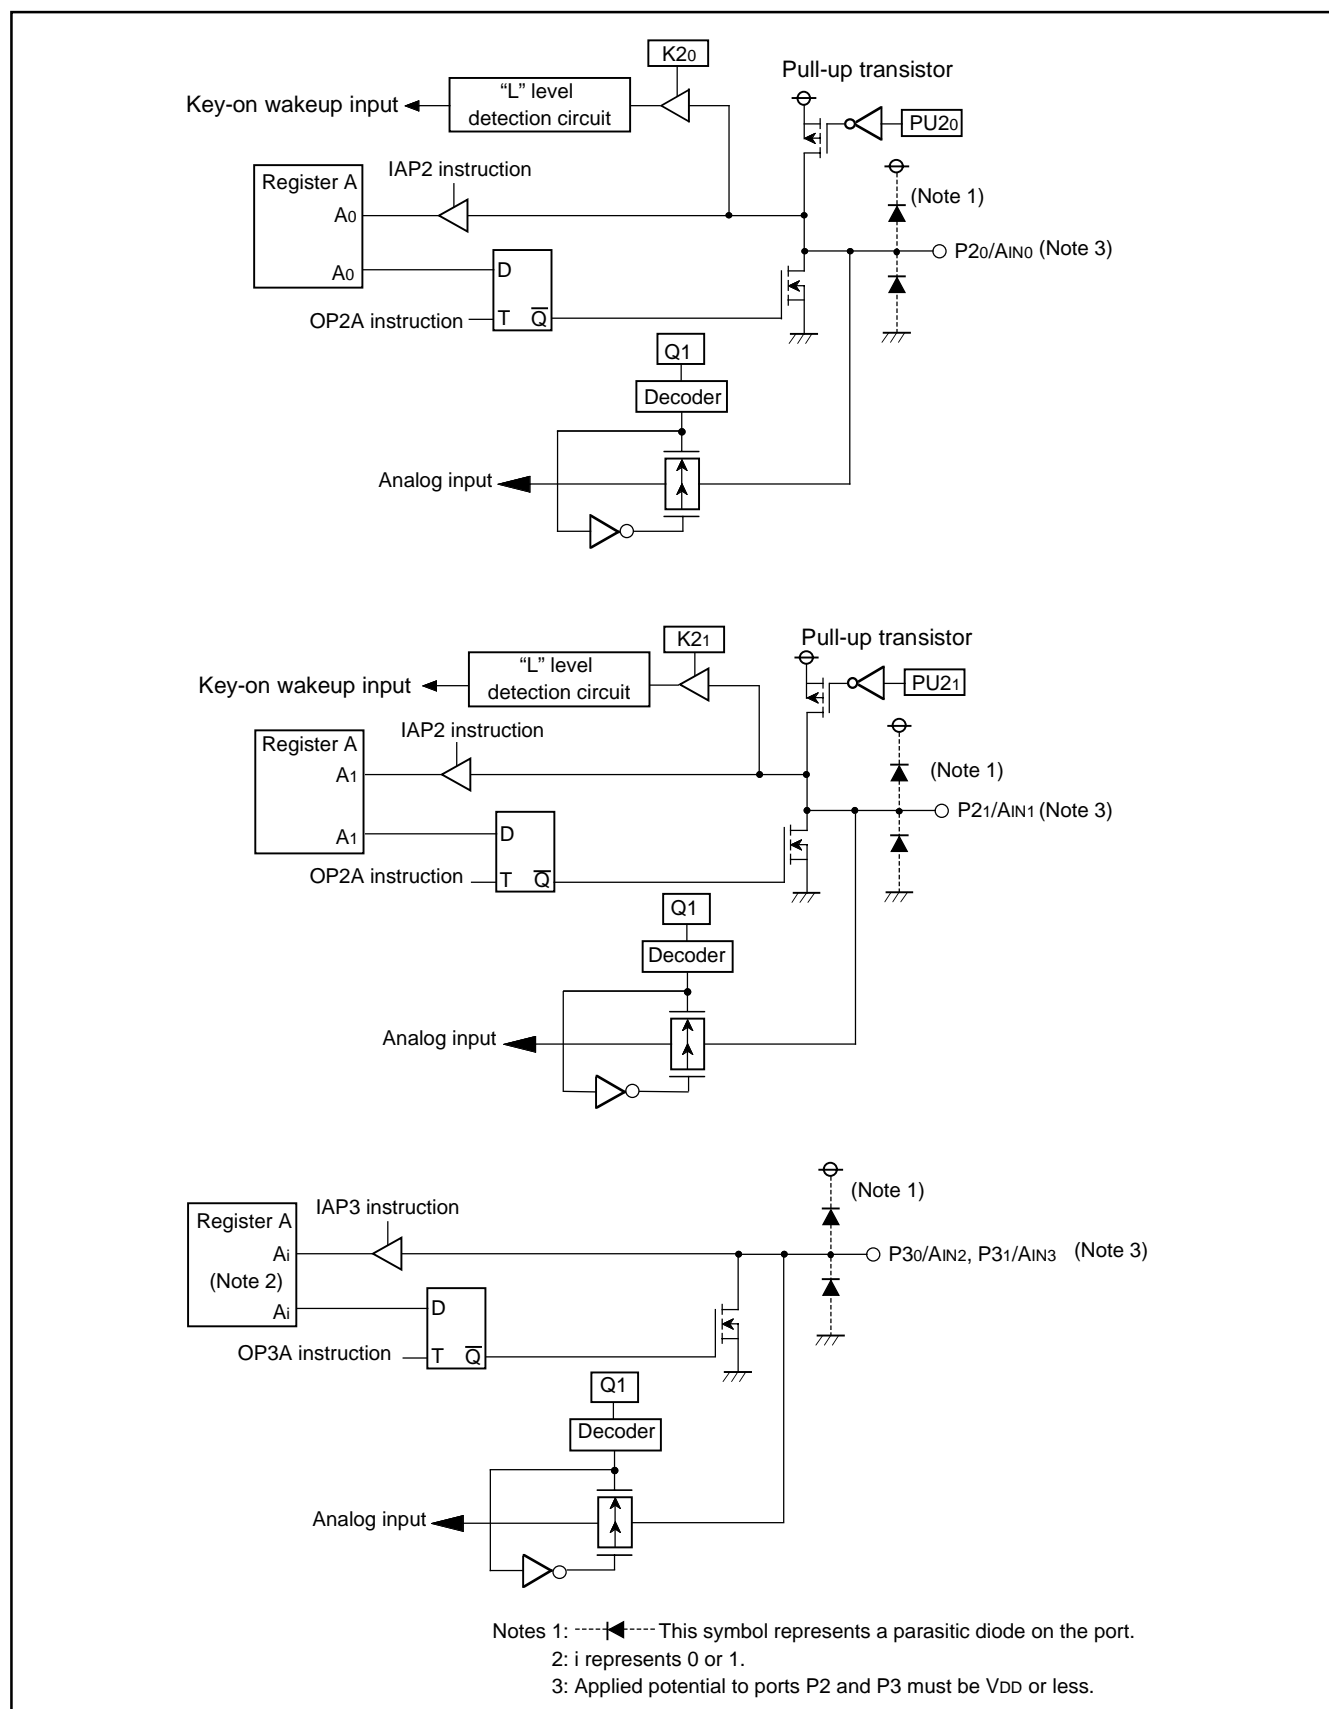 K20
Pull-up transistor
Key-on wakeup input
“L” level
detection circuit
PU20
Register A
IAP2 instruction
(Note 1)
A0
P20/AIN0 (Note 3)
A0
D
OP2A instruction
T Q
Q1
Decoder
Analog input
K21
Pull-up transistor
Key-on wakeup input
“L” level
detection circuit
PU21
Register A
IAP2 instruction
(Note 1)
A1
P21/AIN1 (Note 3)
A1
D
OP2A instruction
T Q
Q1
Decoder
Analog input
(Note 1)
Register A
IAP3 instruction
Ai
P30/AIN2, P31/AIN3 (Note 3)
(Note 2)
Ai
D
OP3A instruction
T Q
Q1
Decoder
Analog input
Notes 1: This symbol represents a parasitic diode on the port.
2: i represents 0 or 1.
3: Applied potential to ports P2 and P3 must be VDD or less.